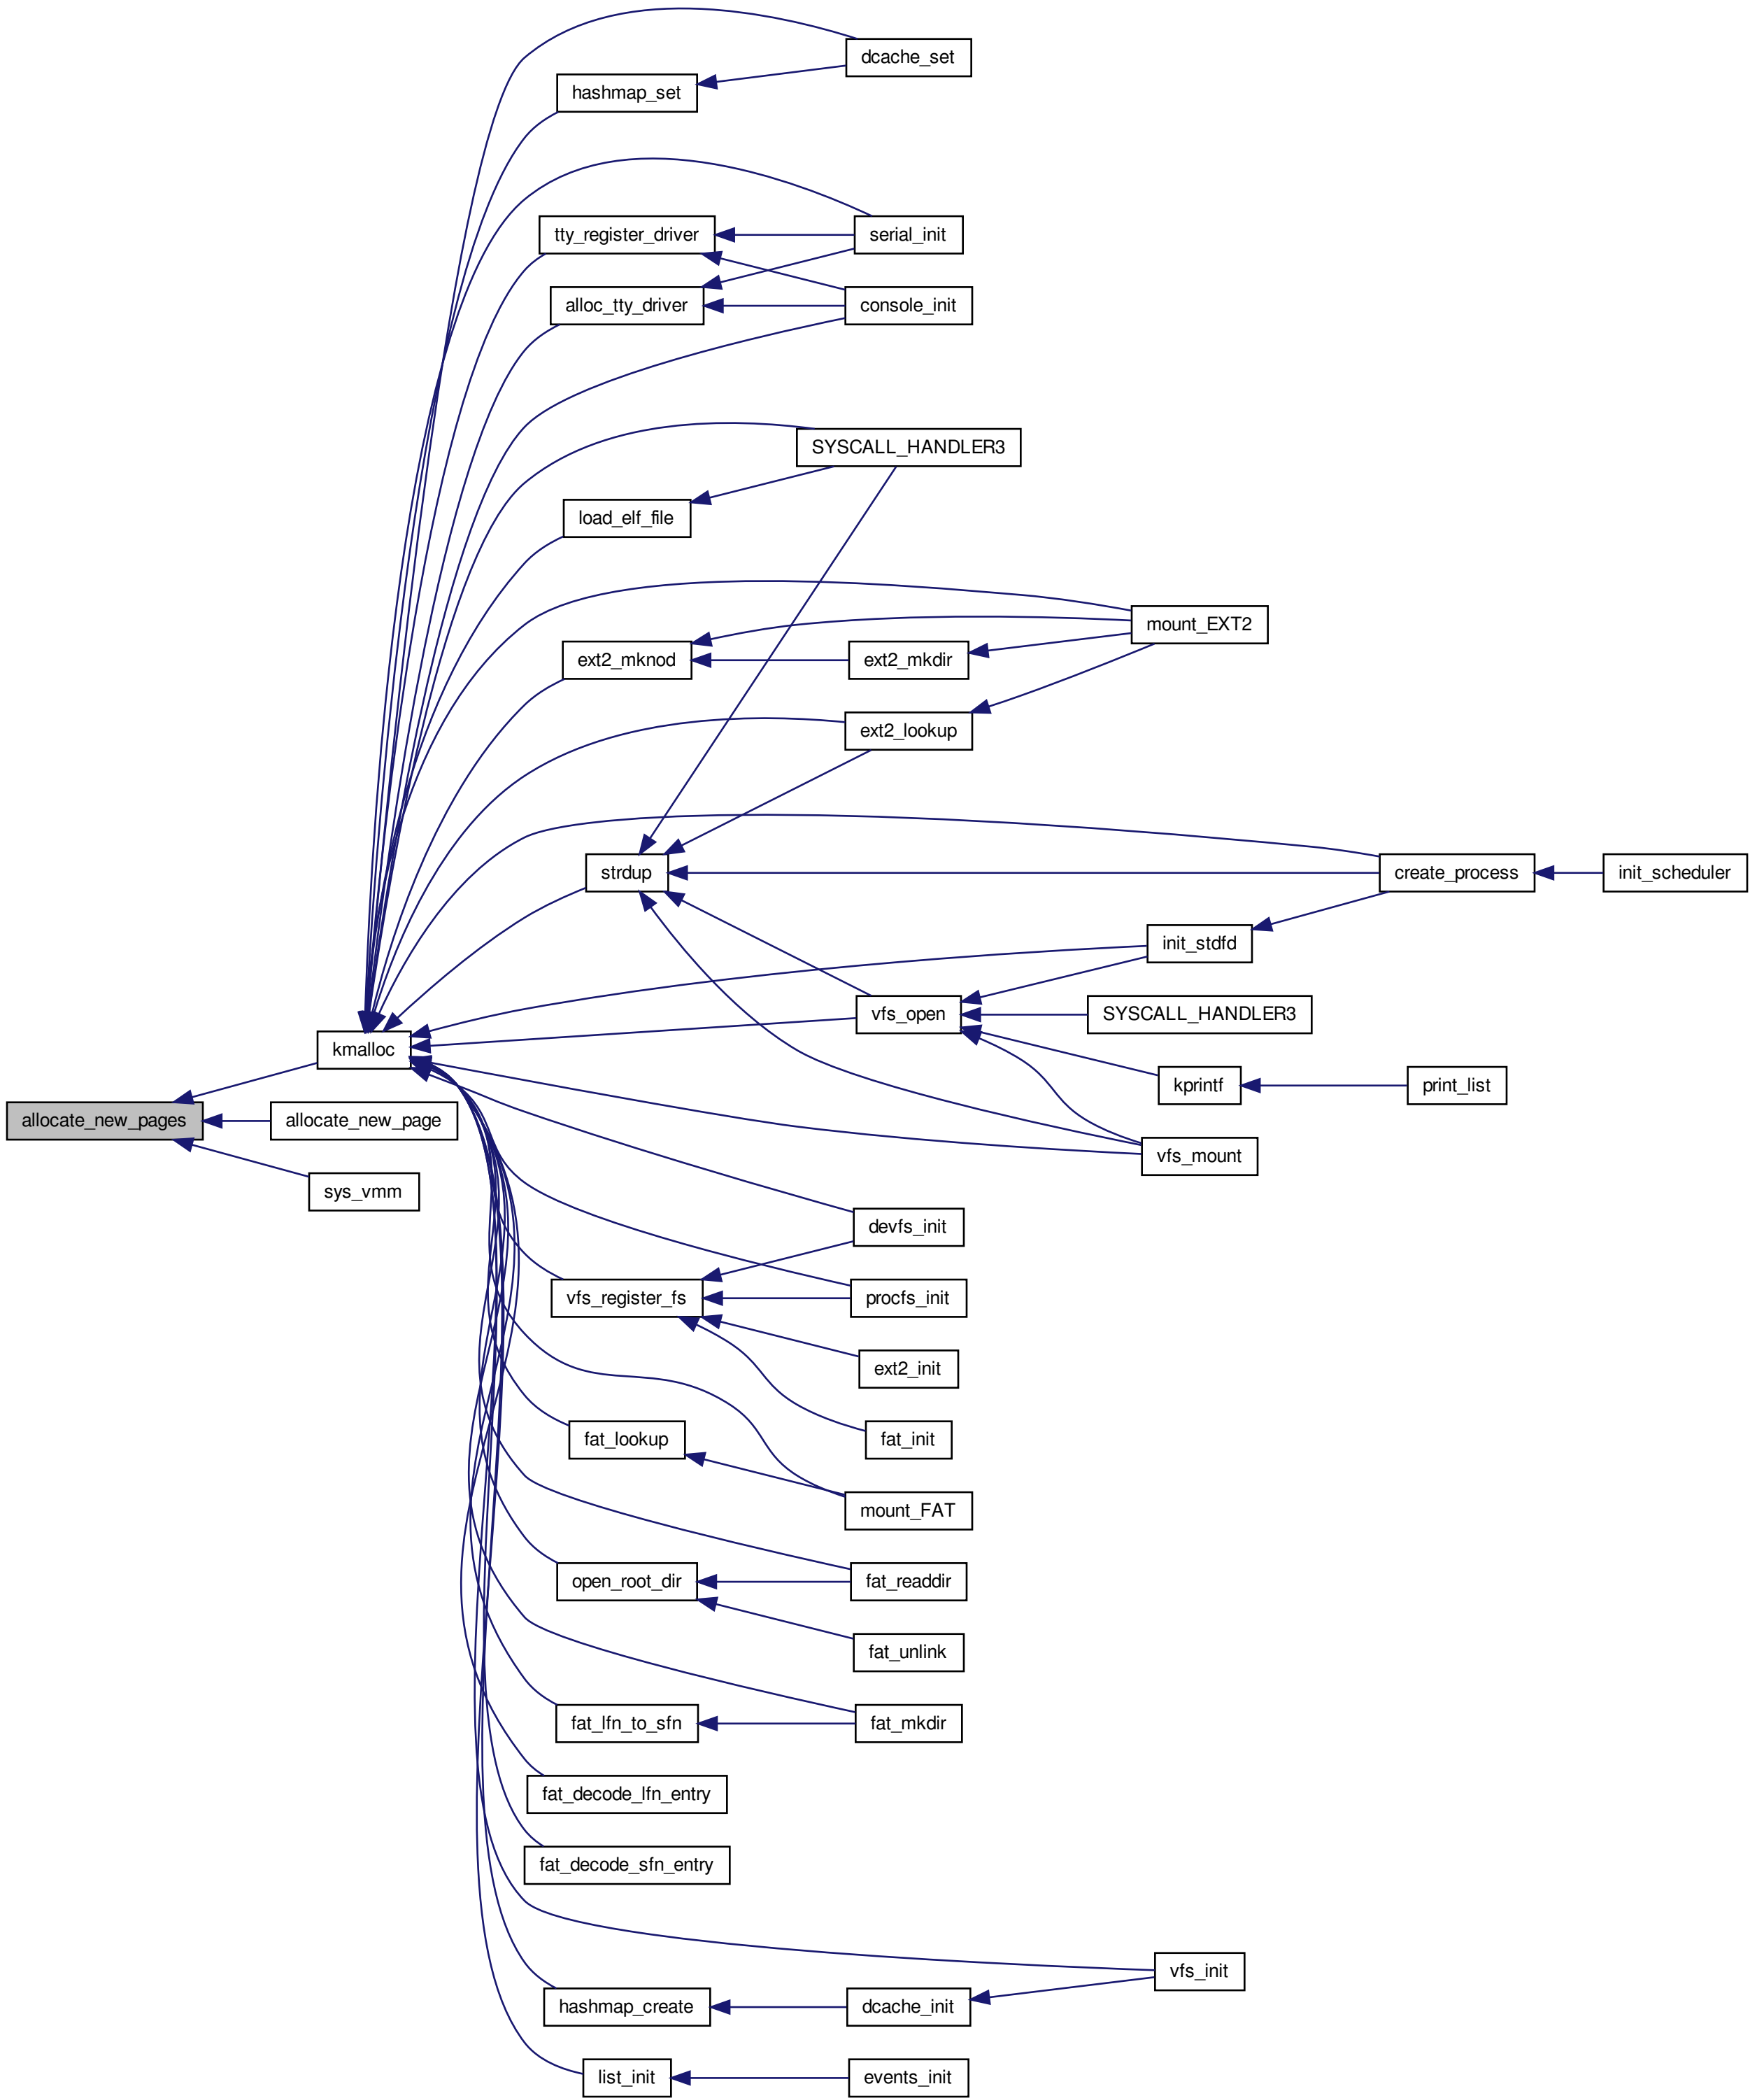 dcache_set
hashmap_set
tty_register_driver
serial_init
alloc_tty_driver
console_init
SYSCALL_HANDLER3
load_elf_file
mount_EXT2
ext2_mknod
ext2_mkdir
ext2_lookup
strdup
create_process
init_scheduler
init_stdfd
vfs_open
SYSCALL_HANDLER3
kmalloc
kprintf
print_list
allocate_new_pages
allocate_new_page
vfs_mount
sys_vmm
devfs_init
vfs_register_fs
procfs_init
ext2_init
fat_lookup
fat_init
mount_FAT
open_root_dir
fat_readdir
fat_unlink
fat_lfn_to_sfn
fat_mkdir
fat_decode_lfn_entry
fat_decode_sfn_entry
vfs_init
hashmap_create
dcache_init
list_init
events_init